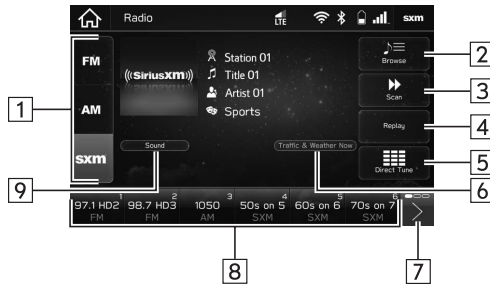 Radio LTE sxm
1
FM
AM
sxm
((SiriusXM))
Station 01
Title 01
Artist 01
Sports
Sound
Traffic & Weather Now
Browse
2
Scan
3
Replay
4
Direct Tune
5
9
6
1 2 3 4 5 6
97.1 HD2 98.7 HD3 1050 50s on 5 60s on 6 70s on 7
FM FM AM SXM SXM SXM
8
7